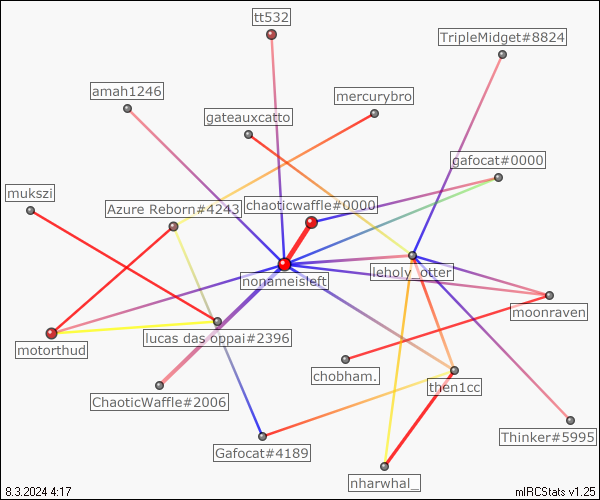 tt532
TripleMidget#8824
amah1246
mercurybro
gateauxcatto
gafocat#0000
mukszi
Azure Reborn#4243
chaoticwaffle#0000
leholy_otter
nonameisleft
moonraven
lucas das oppai#2396
motorthud
chobham.
then1cc
ChaoticWaffle#2006
Thinker#5995
Gafocat#4189
nharwhal_
8.3.2024 4:17
mIRCStats v1.25